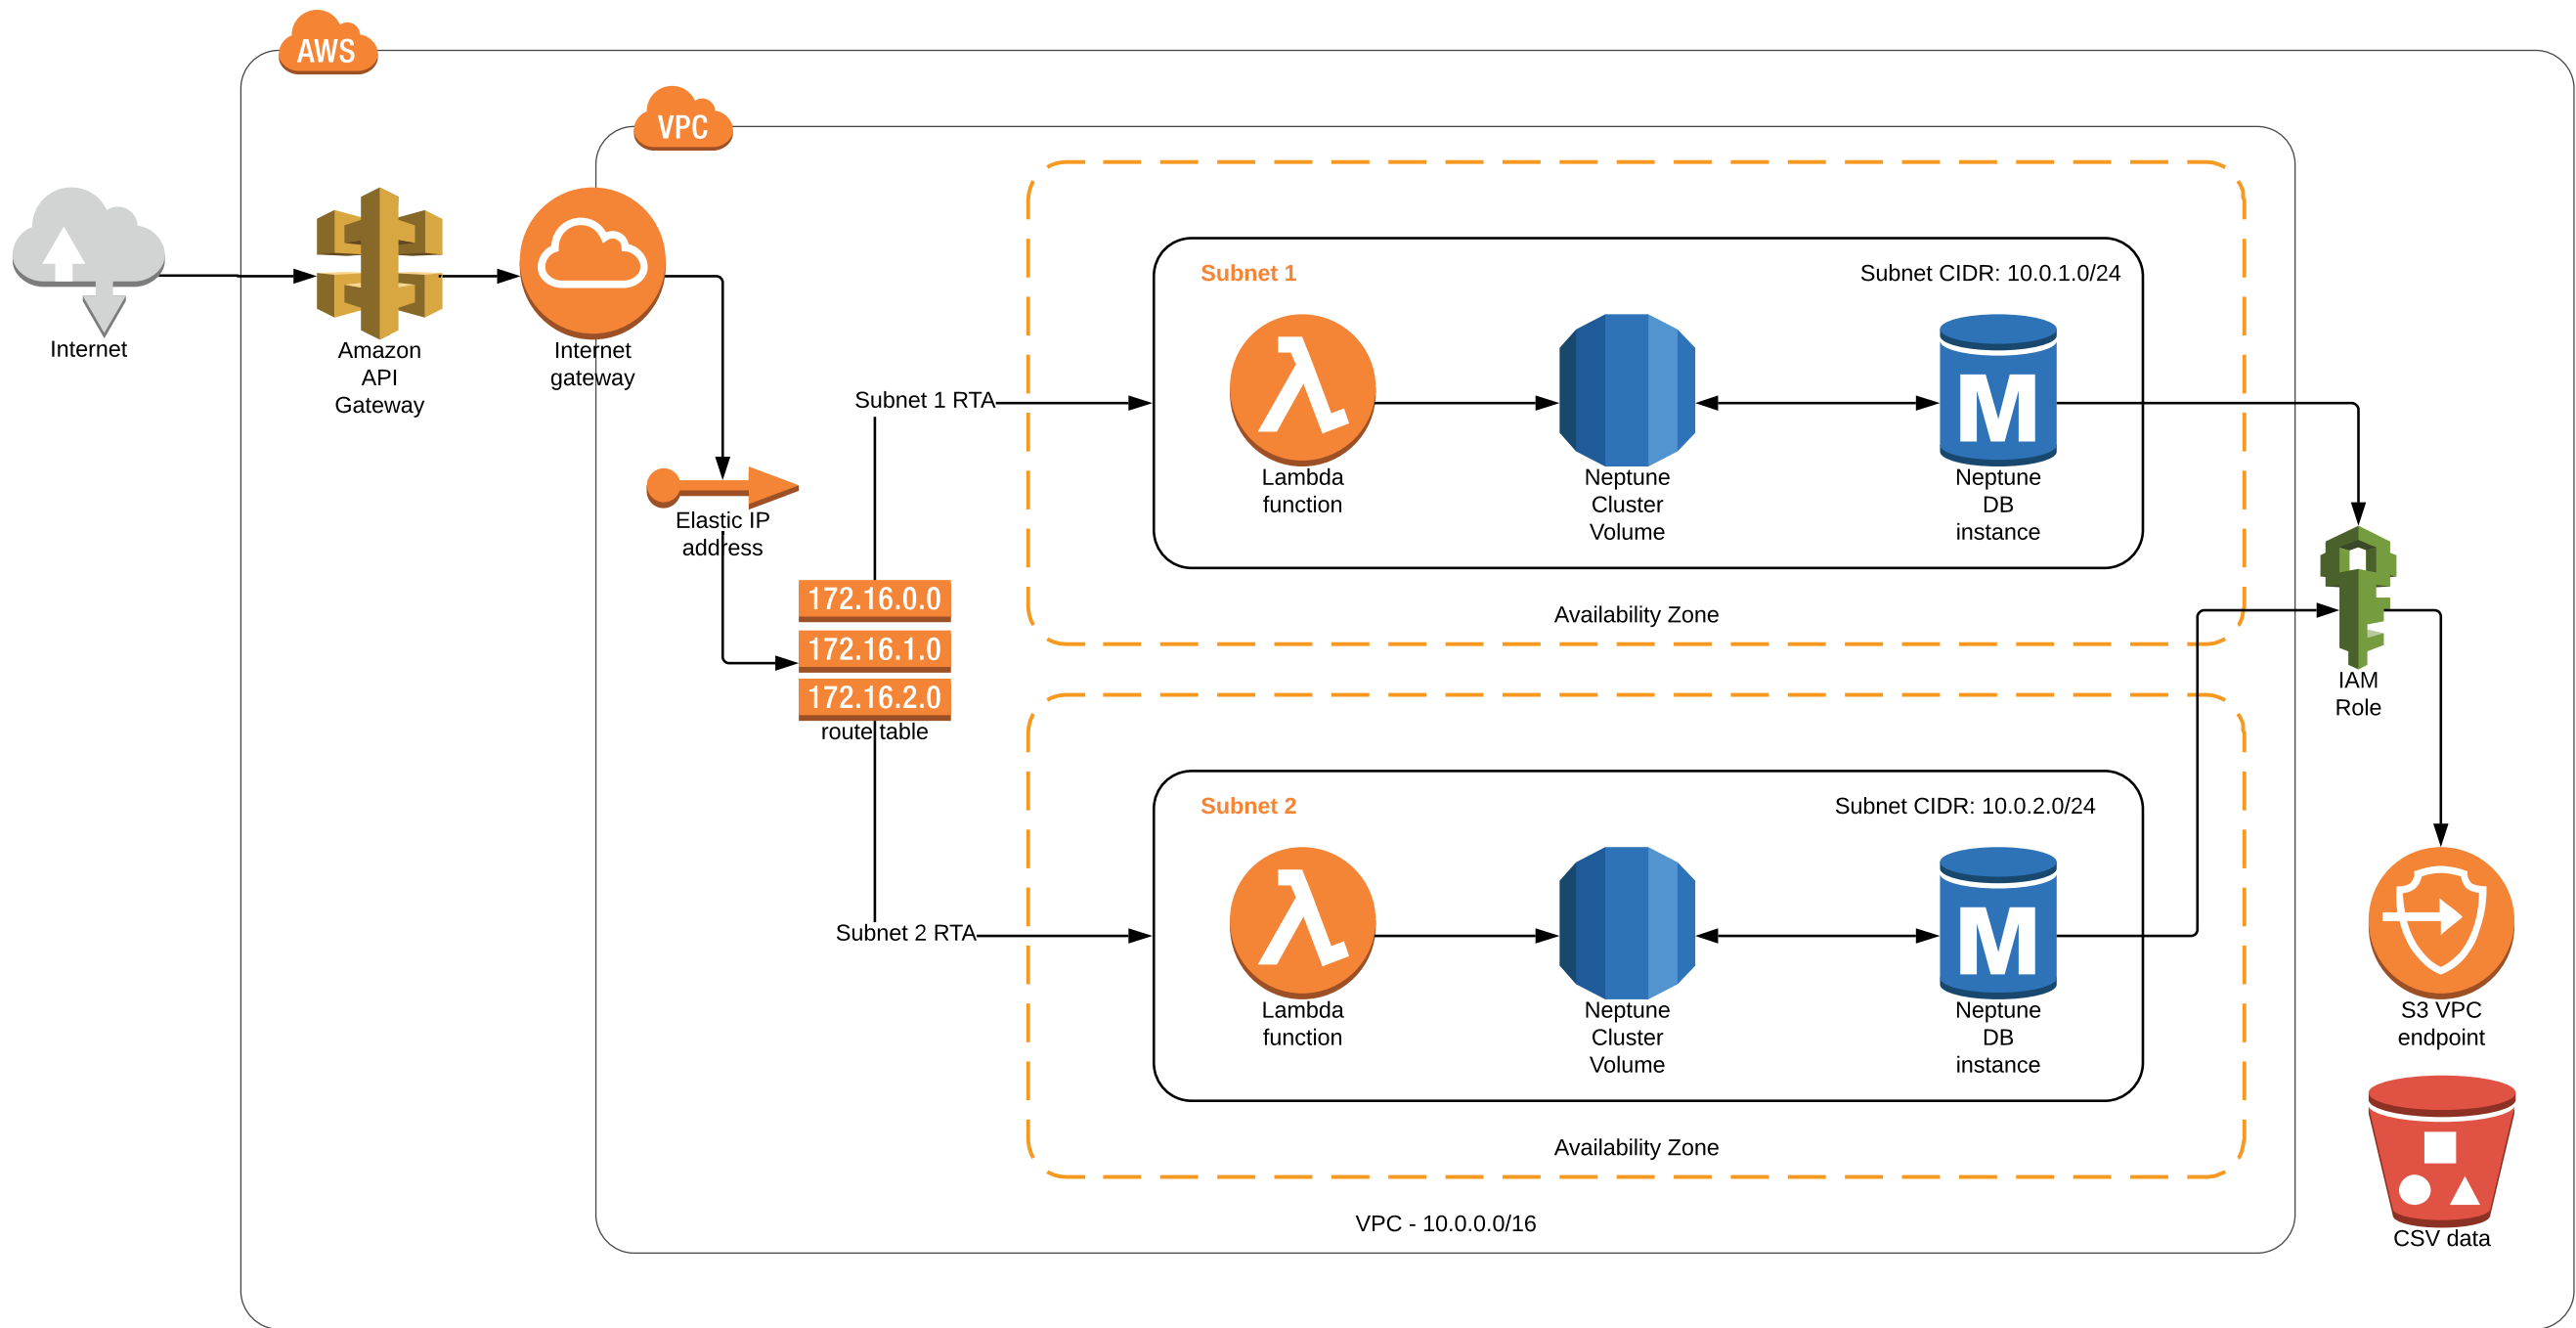 AWS
VPC
Internet
Amazon
API
Gateway
Internet
gateway
Elastic IP
address
172.16.0.0
172.16.1.0
172.16.2.0
route table
Subnet 1 RTA
Subnet 2 RTA
Subnet 1
Subnet CIDR: 10.0.1.0/24
Lambda
function
Neptune
Cluster
Volume
M
Neptune
DB
instance
Availability Zone
Subnet 2
Subnet CIDR: 10.0.2.0/24
Lambda
function
Neptune
Cluster
Volume
M
Neptune
DB
instance
Availability Zone
VPC - 10.0.0.0/16
IAM
Role
S3 VPC
endpoint
CSV data